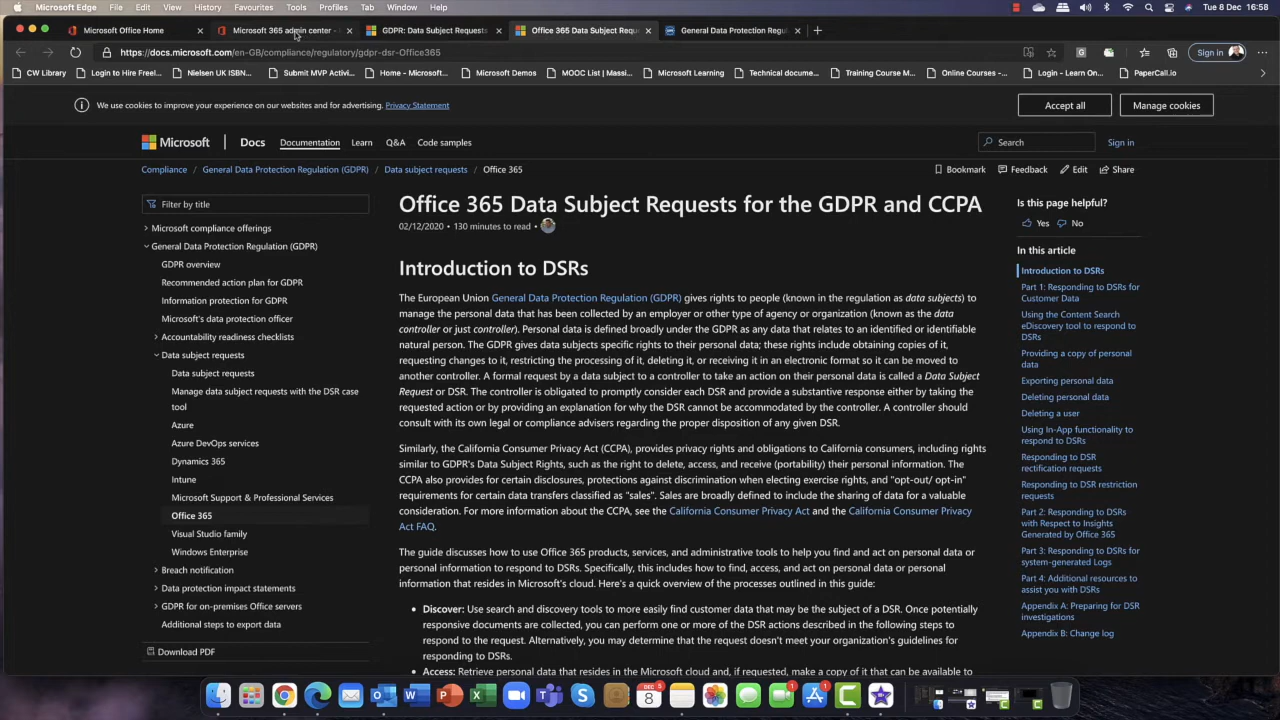 Microsoft Edge File Edit View History Favourites Tools Profiles Tab Window Help
Tue 8 Dec 16:58
Microsoft Office Home
Microsoft 365 admin center -
GDPR: Data Subject Requests
Office 365 Data Subject Requ
General Data Protection Regul
https://docs.microsoft.com/en-GB/compliance/regulatory/gdpr-dsr-Office365
Sign in
CW Library
Login to Hire Freel...
Nielsen UK ISBN...
Submit MVP Activi...
Home - Microsoft...
Microsoft Demos
MOOC List | Massi...
Microsoft Learning
Technical docume...
Training Course M...
Online Courses -...
Login - Learn On...
PaperCall.io
We use cookies to improve your experience on our websites and for advertising. Privacy Statement
Accept all
Manage cookies
Microsoft
Docs
Documentation
Learn
Q&A
Code samples
Search
Sign in
Compliance / General Data Protection Regulation (GDPR) / Data subject requests / Office 365
Bookmark
Feedback
Edit
Share
Filter by title
Microsoft compliance offerings
General Data Protection Regulation (GDPR)
GDPR overview
Recommended action plan for GDPR
Information protection for GDPR
Microsoft's data protection officer
Accountability readiness checklists
Data subject requests
Data subject requests
Manage data subject requests with the DSR case
tool
Azure
Azure DevOps services
Dynamics 365
Intune
Microsoft Support & Professional Services
Office 365
Visual Studio family
Windows Enterprise
Breach notification
Data protection impact statements
GDPR for on-premises Office servers
Additional steps to export data
Download PDF
Office 365 Data Subject Requests for the GDPR and CCPA
02/12/2020 • 130 minutes to read •
Introduction to DSRs
The European Union General Data Protection Regulation (GDPR) gives rights to people (known in the regulation as data subjects) to
manage the personal data that has been collected by an employer or other type of agency or organization (known as the data
controller or just controller). Personal data is defined broadly under the GDPR as any data that relates to an identified or identifiable
natural person. The GDPR gives data subjects specific rights to their personal data; these rights include obtaining copies of it,
requesting changes to it, restricting the processing of it, deleting it, or receiving it in an electronic format so it can be moved to
another controller. A formal request by a data subject to a controller to take an action on their personal data is called a Data Subject
Request or DSR. The controller is obligated to promptly consider each DSR and provide a substantive response either by taking the
requested action or by providing an explanation for why the DSR cannot be accommodated by the controller. A controller should
consult with its own legal or compliance advisers regarding the proper disposition of any given DSR.
Similarly, the California Consumer Privacy Act (CCPA), provides privacy rights and obligations to California consumers, including rights
similar to GDPR's Data Subject Rights, such as the right to delete, access, and receive (portability) their personal information. The
CCPA also provides for certain disclosures, protections against discrimination when electing exercise rights, and "opt-out/ opt-in"
requirements for certain data transfers classified as "sales". Sales are broadly defined to include the sharing of data for a valuable
consideration. For more information about the CCPA, see the California Consumer Privacy Act and the California Consumer Privacy
Act FAQ.
The guide discusses how to use Office 365 products, services, and administrative tools to help you find and act on personal data or
personal information to respond to DSRs. Specifically, this includes how to find, access, and act on personal data or personal
information that resides in Microsoft's cloud. Here's a quick overview of the processes outlined in this guide:
• Discover: Use search and discovery tools to more easily find customer data that may be the subject of a DSR. Once potentially
responsive documents are collected, you can perform one or more of the DSR actions described in the following steps to
respond to the request. Alternatively, you may determine that the request doesn't meet your organization's guidelines for
responding to DSRs.
• Access: Retrieve personal data that resides in the Microsoft cloud and, if requested, make a copy of it that can be available to
Is this page helpful?
Yes
No
In this article
Introduction to DSRs
Part 1: Responding to DSRs for
Customer Data
Using the Content Search
eDiscovery tool to respond to
DSRs
Providing a copy of personal
data
Exporting personal data
Deleting personal data
Deleting a user
Using In-App functionality to
respond to DSRs
Responding to DSR
rectification requests
Responding to DSR restriction
requests
Part 2: Responding to DSRs
with Respect to Insights
Generated by Office 365
Part 3: Responding to DSRs for
system-generated Logs
Part 4: Additional resources to
assist you with DSRs
Appendix A: Preparing for DSR
investigations
Appendix B: Change log
DEC
8